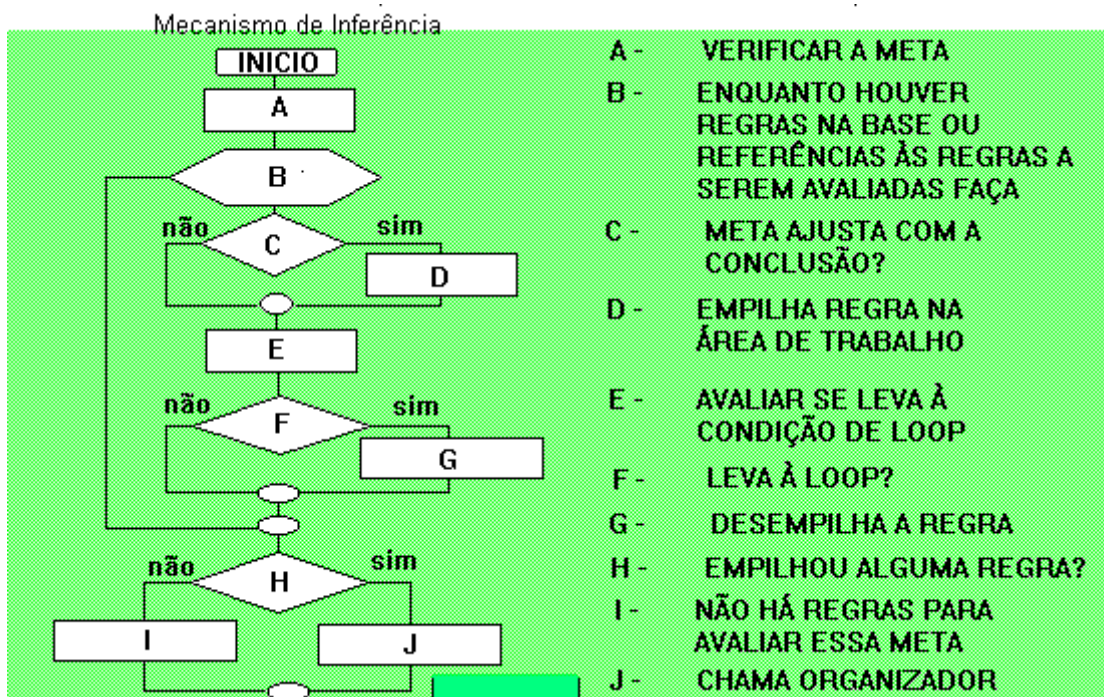 Mecanismo de Inferência
INICIO
A
B
não
sim
C
D
E
não
sim
F
G
não
sim
H
I
J
A - VERIFICAR A META
B - ENQUANTO HOUVER
REGRAS NA BASE OU
REFERÊNCIAS ÀS REGRAS A
SEREM AVALIADAS FAÇA
C - META AJUSTA COM A
CONCLUSÃO?
D - EMPILHA REGRA NA
ÁREA DE TRABALHO
E - AVALIAR SE LEVA À
CONDIÇÃO DE LOOP
F - LEVA À LOOP?
G - DESEMPILHA A REGRA
H - EMPILHOU ALGUMA REGRA?
I - NÃO HÁ REGRAS PARA
AVALIAR ESSA META
J - CHAMA ORGANIZADOR